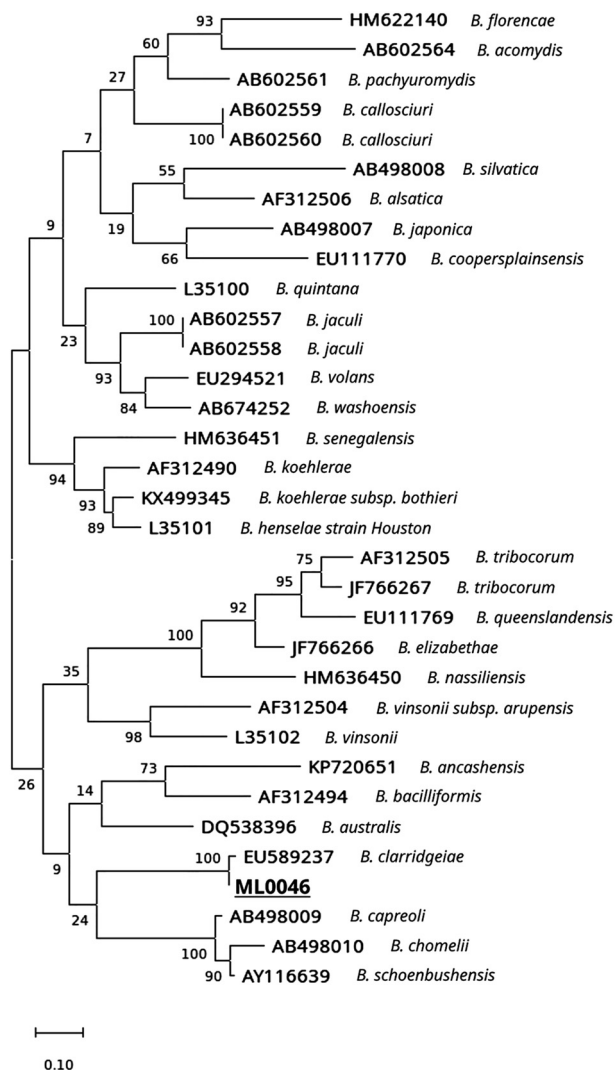 93
HM622140 B. florencae
60
AB602564 B. acomydis
27
AB602561 B. pachyuromydis
AB602559 B. callosciuri
100
AB602560 B. callosciuri
7
55
AB498008 B. silvatica
AF312506 B. alsatica
19
AB498007 B. japonica
9
66
EU111770 B. coopersplainsensis
L35100 B. quintana
100
AB602557 B. jaculi
23
AB602558 B. jaculi
93
EU294521 B. volans
84
AB674252 B. washoensis
HM636451 B. senegalensis
94
AF312490 B. koehlerae
93
KX499345 B. koehlerae subsp. bothieri
89
L35101 B. henselae strain Houston
75
AF312505 B. tribocorum
95
JF766267 B. tribocorum
92
EU111769 B. queenslandensis
100
JF766266 B. elizabethae
35
HM636450 B. nassiliensis
AF312504 B. vinsonii subsp. arupensis
98
L35102 B. vinsonii
26
73
KP720651 B. ancashensis
14
AF312494 B. bacilliformis
DQ538396 B. australis
9
100
EU589237 B. clarridgeiae
ML0046
24
AB498009 B. capreoli
100
AB498010 B. chomelii
90
AY116639 B. schoenbushensis
0.10